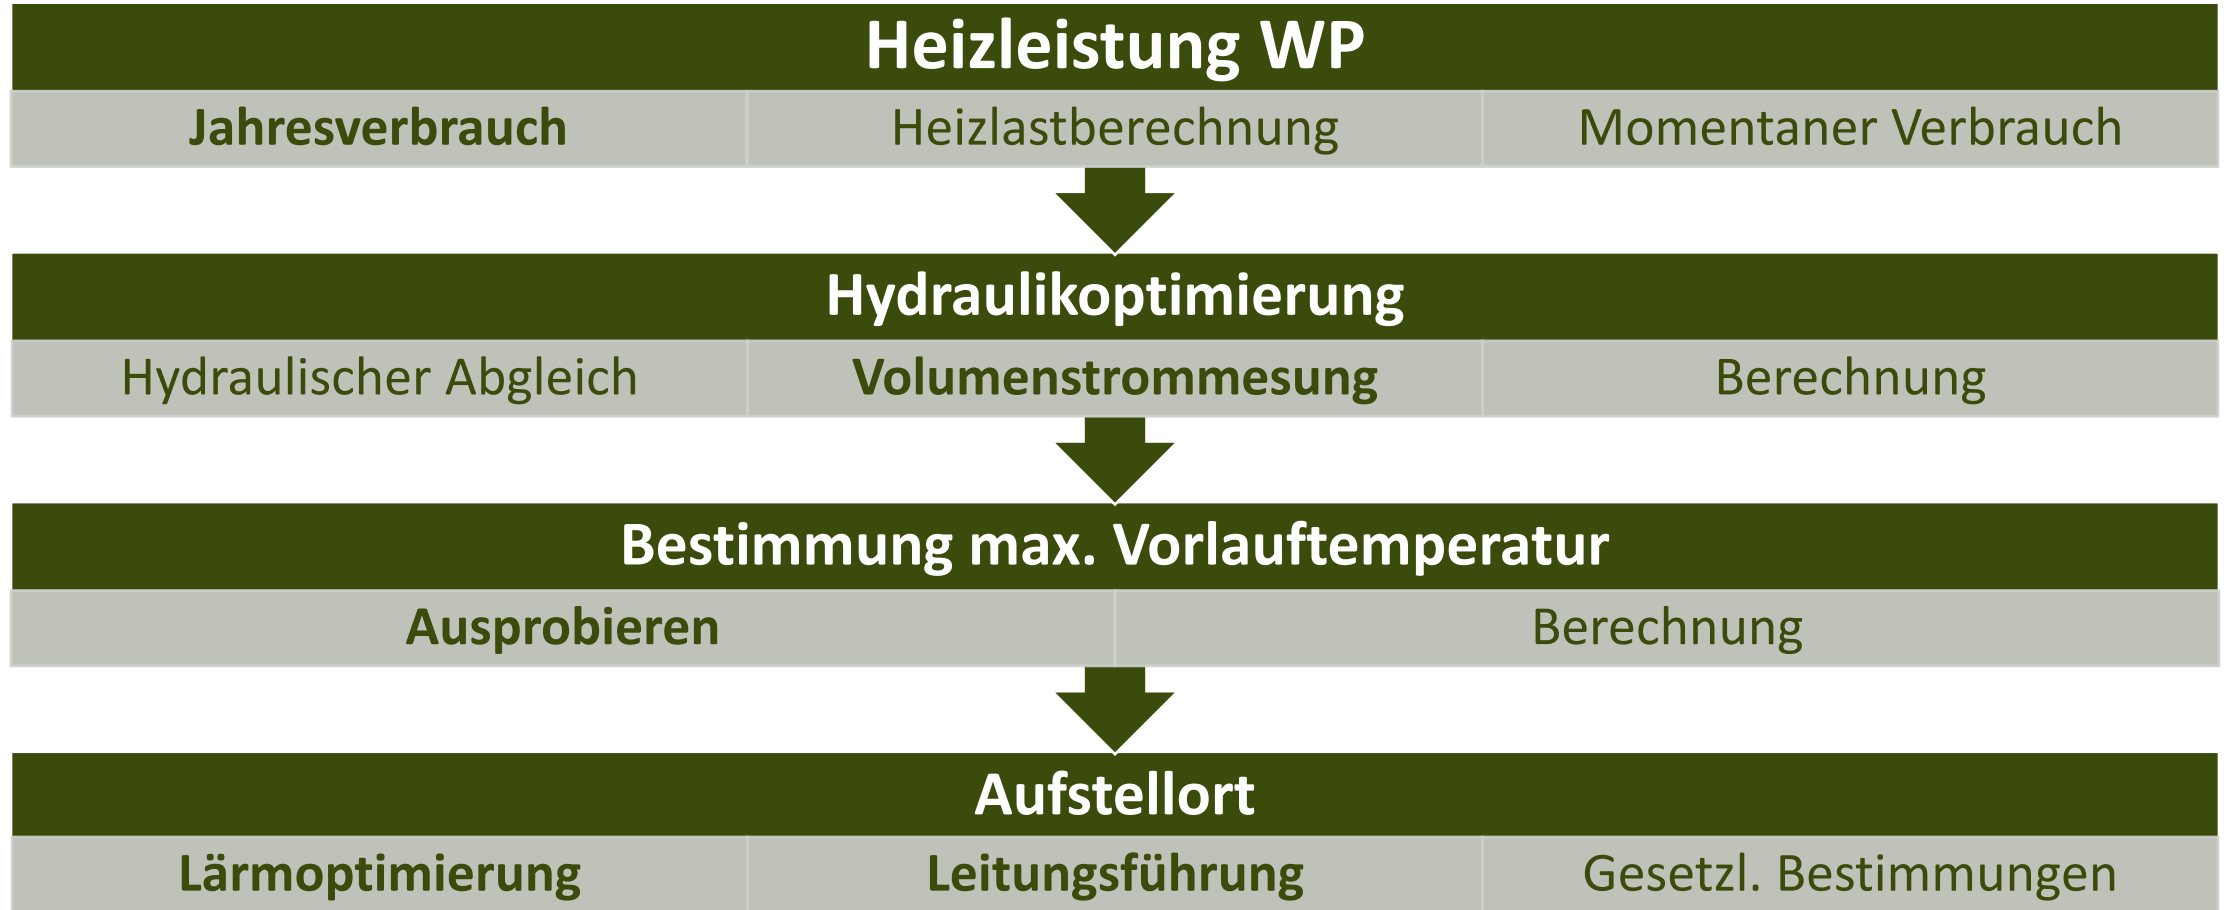 Heizleistung WP
Jahresverbrauch Heizlastberechnung Momentaner Verbrauch
Hydraulikoptimierung
Hydraulischer Abgleich Volumenstrommesung Berechnung
Bestimmung max. Vorlauftemperatur
Ausprobieren Berechnung
Aufstellort
Lärmoptimierung Leitungsführung Gesetzl. Bestimmungen